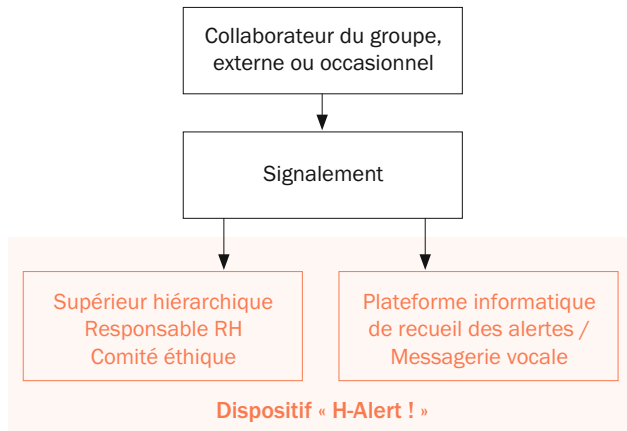 Collaborateur du groupe,
externe ou occasionnel
Signalement
Supérieur hiérarchique
Responsable RH
Comité éthique
Plateforme informatique
de recueil des alertes /
Messagerie vocale
Dispositif « H-Alert ! »